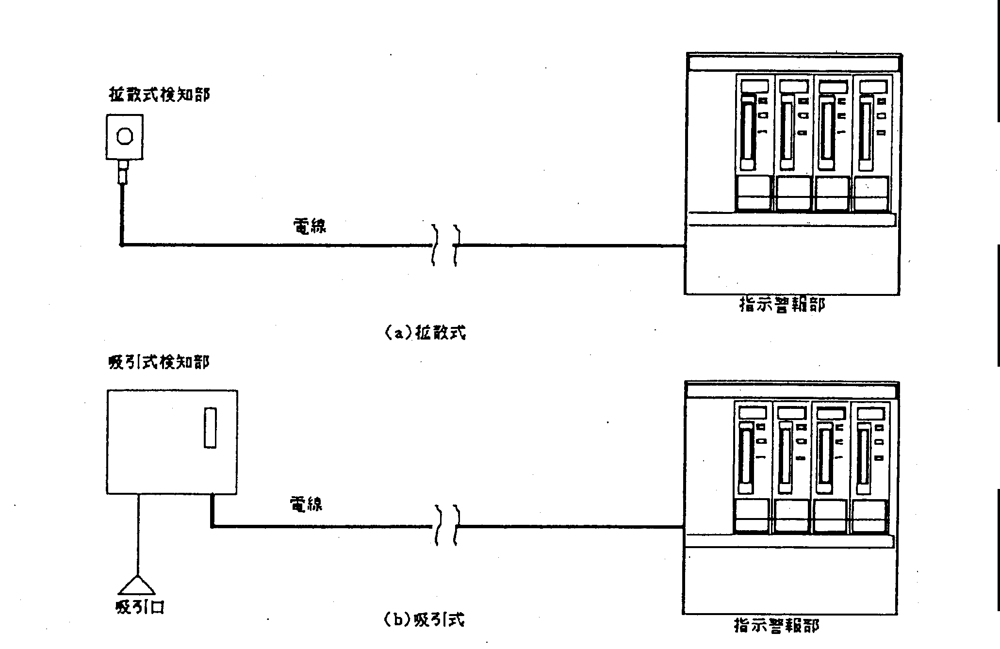 拡散式検知部
電線
指示警報部
(a)拡散式
吸引式検知部
電線
吸引口
(b)吸引式
指示警報部